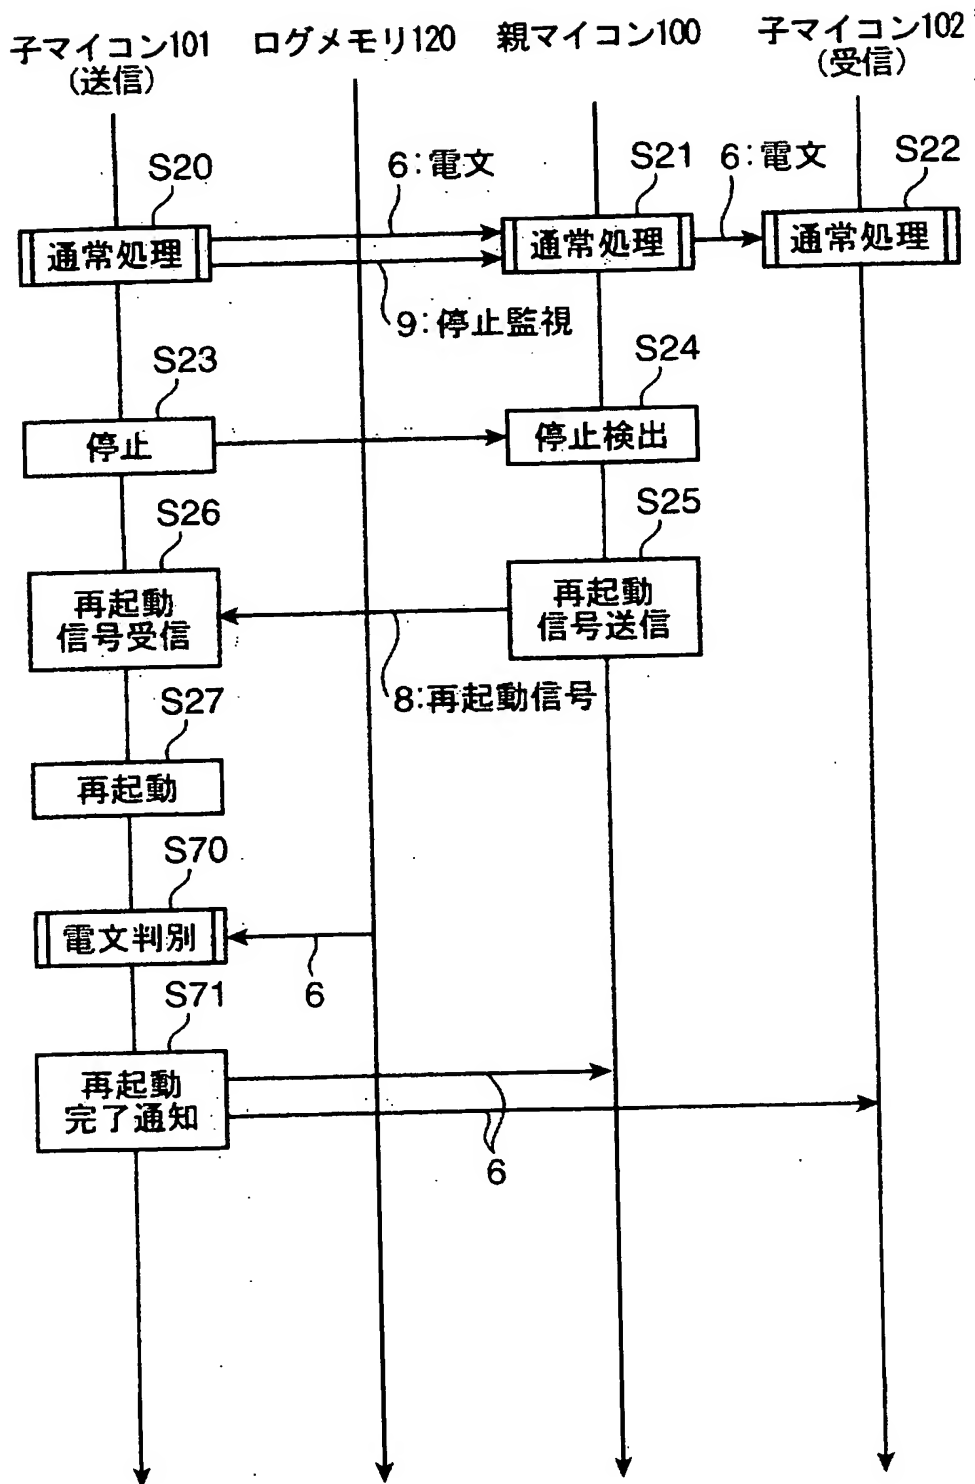 子マイコン101
(送信)
ログメモリ120
親マイコン100
子マイコン102
(受信)
S20
6:電文
S21
6:電文
S22
通常処理
通常処理
通常処理
9:停止監視
S23
S24
停止
停止検出
S26
S25
再起動
信号受信
再起動
信号送信
8:再起動信号
S27
再起動
S70
電文判別
6
S71
再起動
完了通知
6